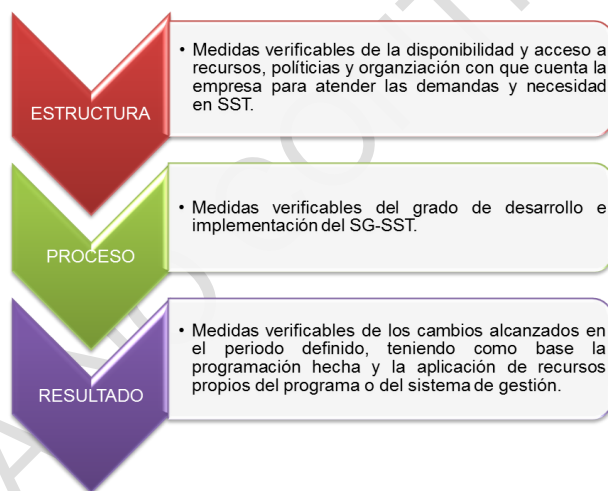 ESTRUCTURA
• Medidas verificables de la disponibilidad y acceso a
recursos, políticias y organziación con que cuenta la
empresa para atender las demandas y necesidad
en SST.
PROCESO
• Medidas verificables del grado de desarrollo e
implementación del SG-SST.
RESULTADO
• Medidas verificables de los cambios alcanzados en
el periodo definido, teniendo como base la
programación hecha y la aplicación de recursos
propios del programa o del sistema de gestión.